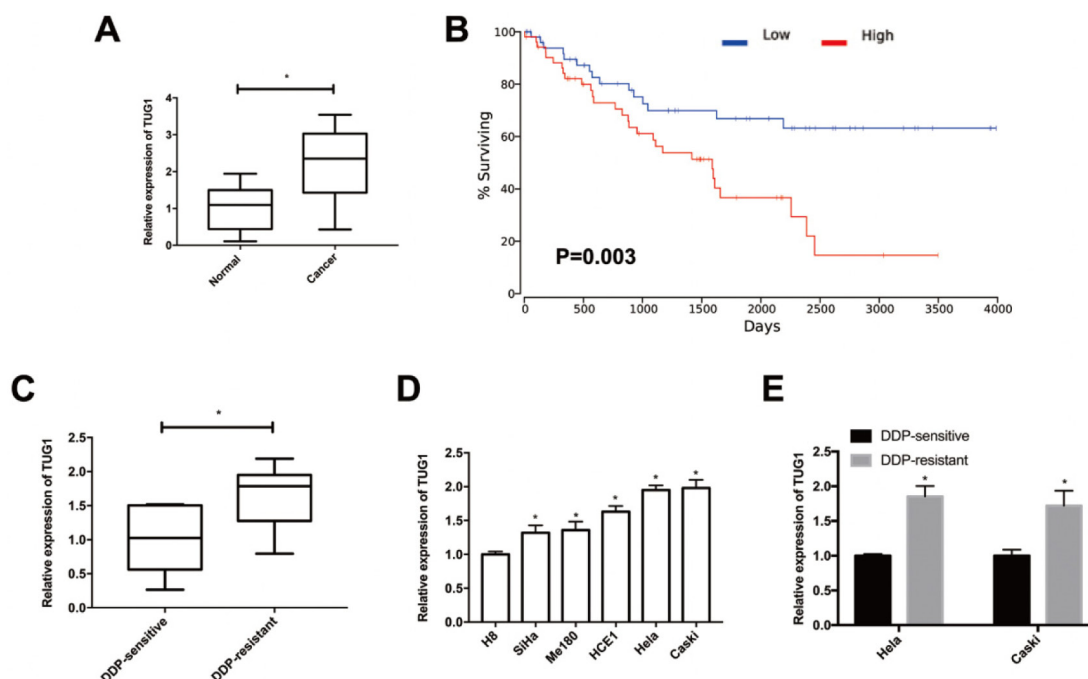 A
*
Relative expression of TUG1
4
3
2
1
0
Normal
Cancer
B
Low
High
% Surviving
100
80
60
40
20
0
P=0.003
0
500
1000
1500
2000
2500
3000
3500
4000
Days
C
*
Relative expression of TUG1
2.5
2.0
1.5
1.0
0.5
0.0
DDP-sensitive
DDP-resistant
D
Relative expression of TUG1
2.5
2.0
1.5
1.0
0.5
0.0
*
*
*
*
*
H8
SiHa
Me180
HCE1
Hela
Caski
E
DDP-sensitive
DDP-resistant
Relative expression of TUG1
2.5
2.0
1.5
1.0
0.5
0.0
*
*
Hela
Caski